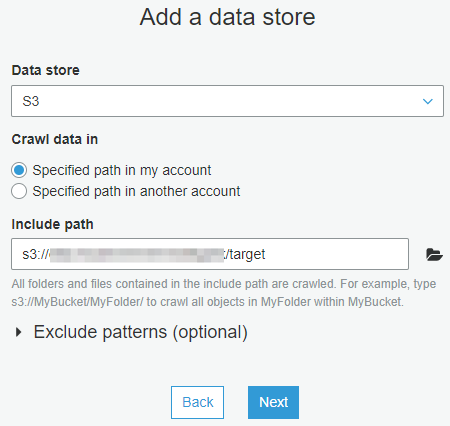 Add a data store
Data store
S3
Crawl data in
Specified path in my account
Specified path in another account
Include path
s3:// /target
All folders and files contained in the include path are crawled. For example, type
s3://MyBucket/MyFolder/ to crawl all objects in MyFolder within MyBucket.
Exclude patterns (optional)
Back Next